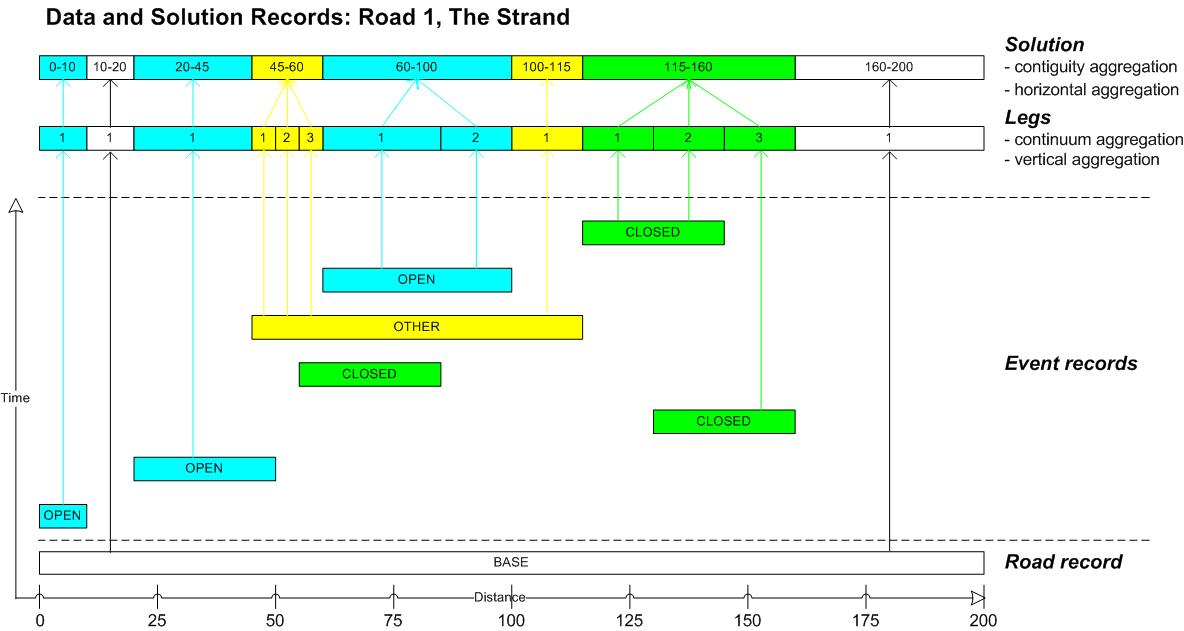 Data and Solution Records: Road 1, The Strand
Solution
0-10 10-20 20-45 45-60 60-100 100-115 115-160 160-200
- contiguity aggregation
- horizontal aggregation
Legs
1 1 1 1 2 3 1 2 1 1 2 3 1
- continuum aggregation
- vertical aggregation
CLOSED
OPEN
OTHER
Event records
CLOSED
Time
CLOSED
OPEN
OPEN
BASE
Road record
Distance
0 25 50 75 100 125 150 175 200